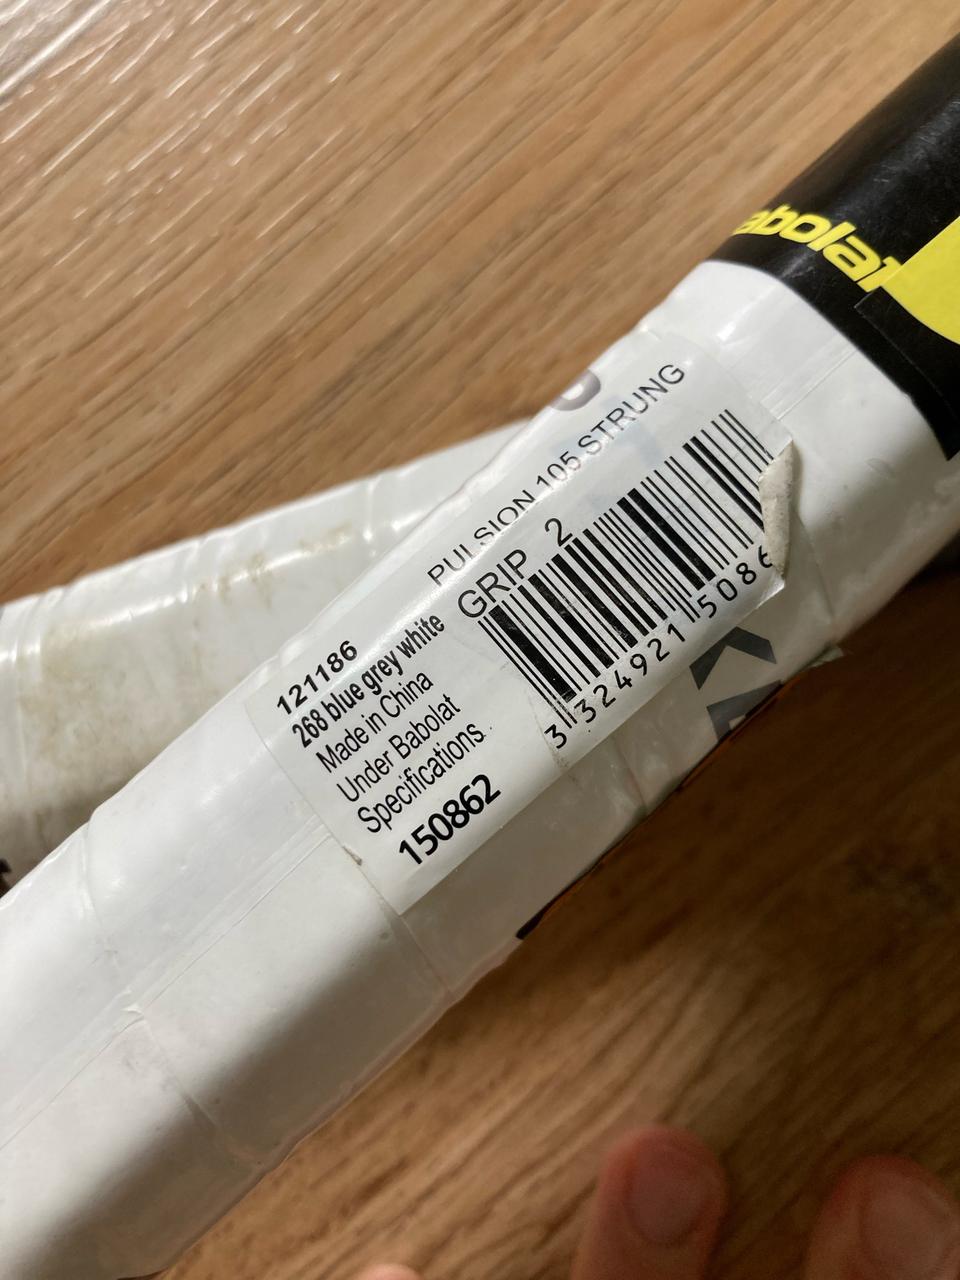 babolat
PULSION 105 STRUNG
GRIP 2
121186
268 blue grey white
Made in China
Under Babolat
Specifications
150862
3 324921 5086